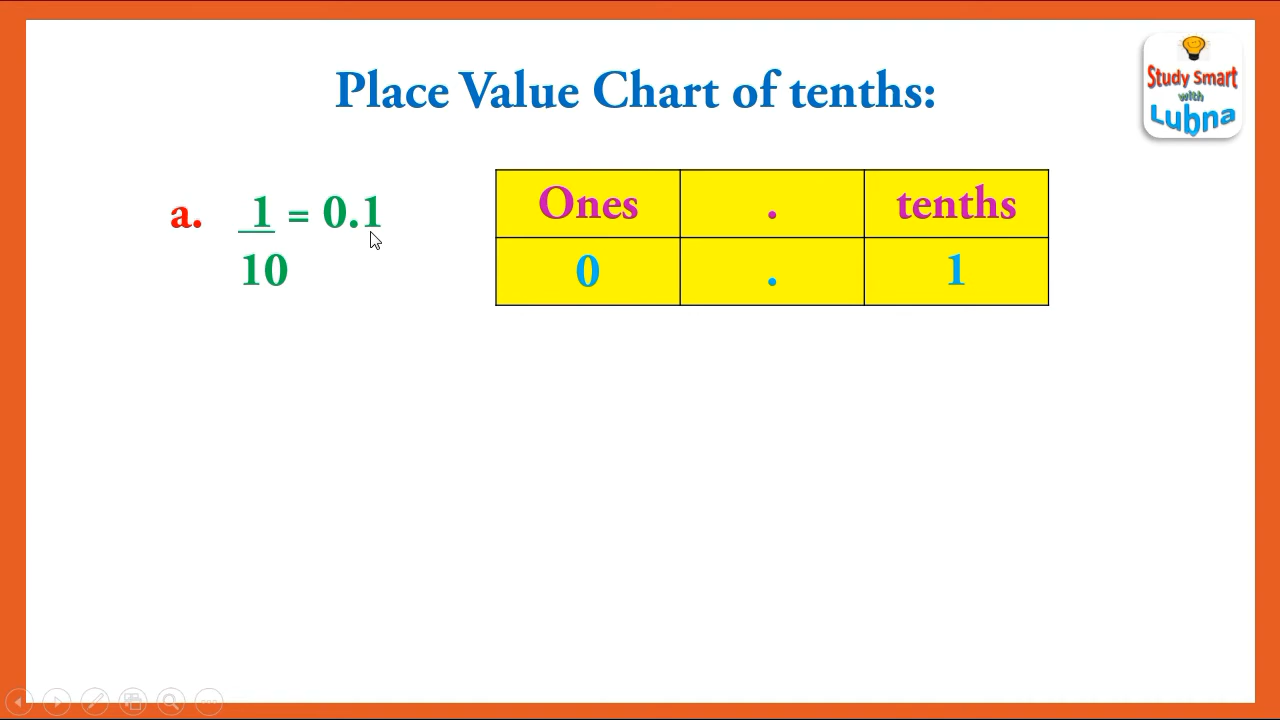 Place Value Chart of tenths:
Study Smart
with
Lubna
a. 1 = 0.1
10
Ones . tenths
0 . 1